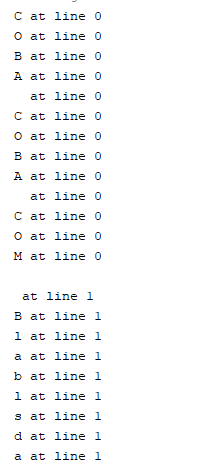 C at line 0
O at line 0
B at line 0
A at line 0
  at line 0
C at line 0
O at line 0
B at line 0
A at line 0
  at line 0
C at line 0
O at line 0
M at line 0

 at line 1
B at line 1
l at line 1
a at line 1
b at line 1
l at line 1
s at line 1
d at line 1
a at line 1